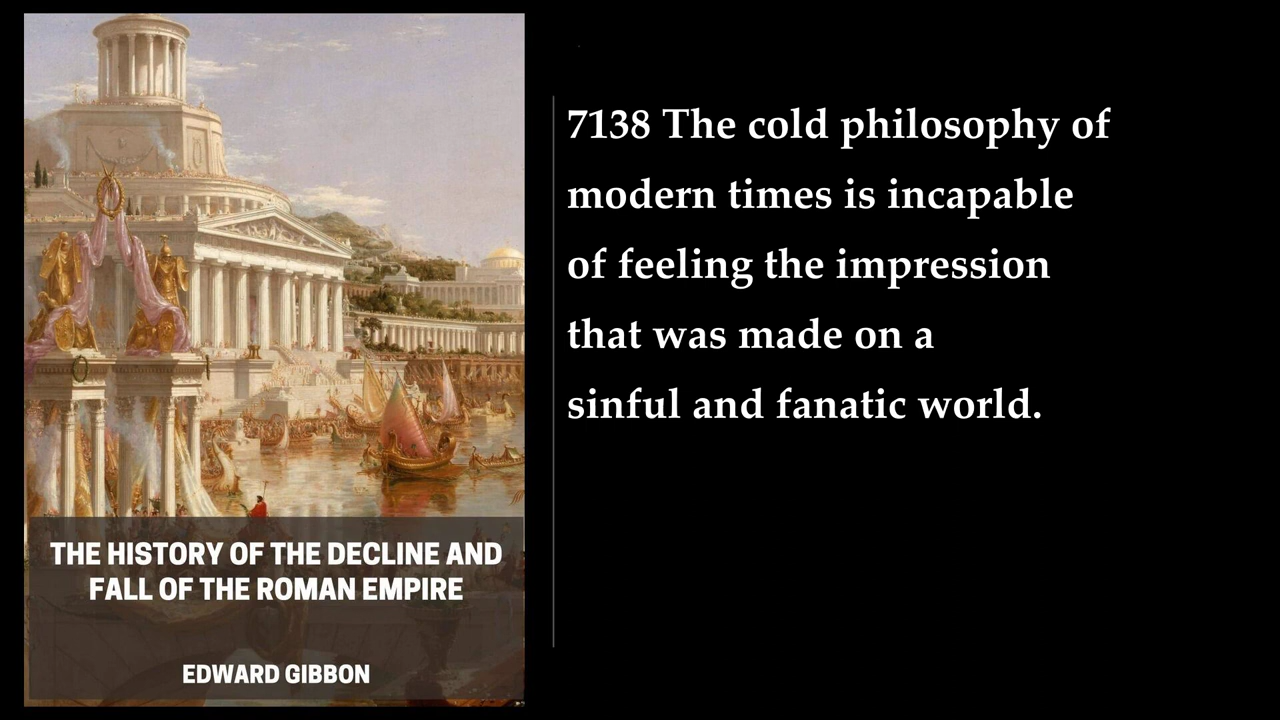 7138 The cold philosophy of
modern times is incapable
of feeling the impression
that was made on a
sinful and fanatic world.
THE HISTORY OF THE DECLINE AND
FALL OF THE ROMAN EMPIRE
EDWARD GIBBON